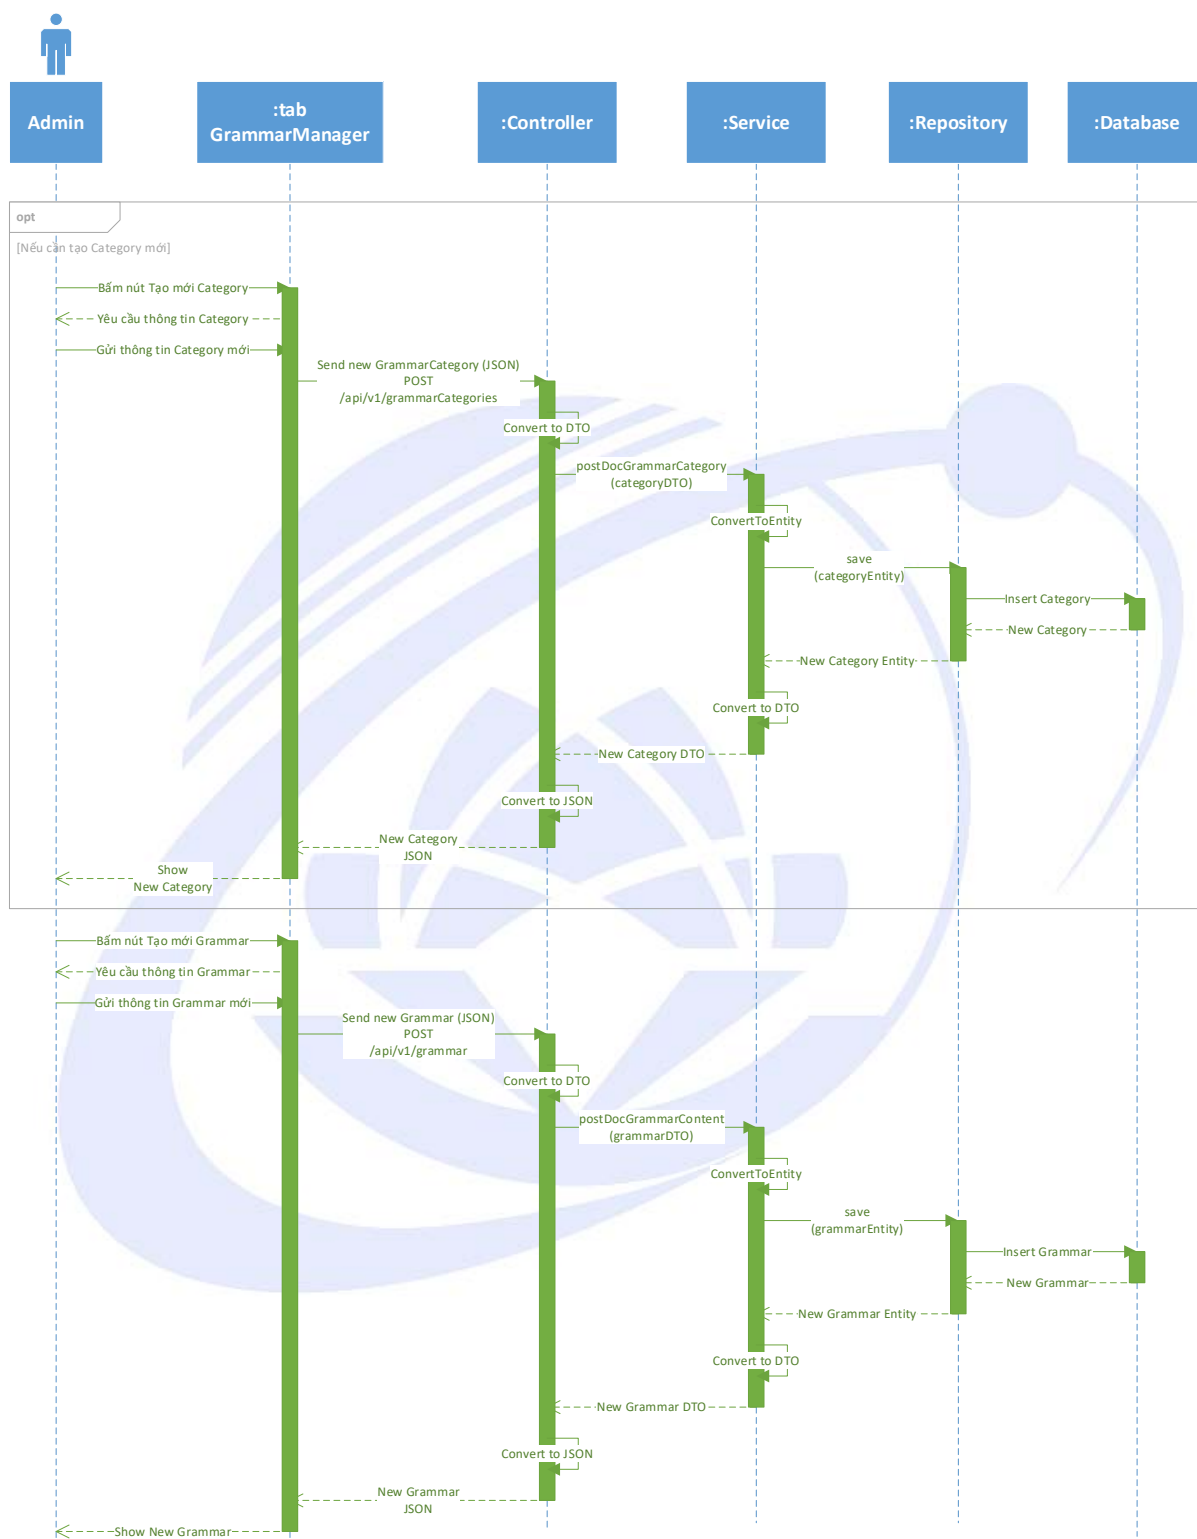 Admin
:tab
GrammarManager
:Controller
:Service
:Repository
:Database
opt
[Nếu cần tạo Category mới]
Bấm nút Tạo mới Category
Yêu cầu thông tin Category
Gửi thông tin Category mới
Send new GrammarCategory (JSON)
POST
/api/v1/grammarCategories
Convert to DTO
postDocGrammarCategory
(categoryDTO)
ConvertToEntity
save
(categoryEntity)
Insert Category
New Category
New Category Entity
Convert to DTO
New Category DTO
Convert to JSON
New Category
JSON
Show
New Category
Bấm nút Tạo mới Grammar
Yêu cầu thông tin Grammar
Gửi thông tin Grammar mới
Send new Grammar (JSON)
POST
/api/v1/grammar
Convert to DTO
postDocGrammarContent
(grammarDTO)
ConvertToEntity
save
(grammarEntity)
Insert Grammar
New Grammar
New Grammar Entity
Convert to DTO
New Grammar DTO
Convert to JSON
New Grammar
JSON
Show New Grammar